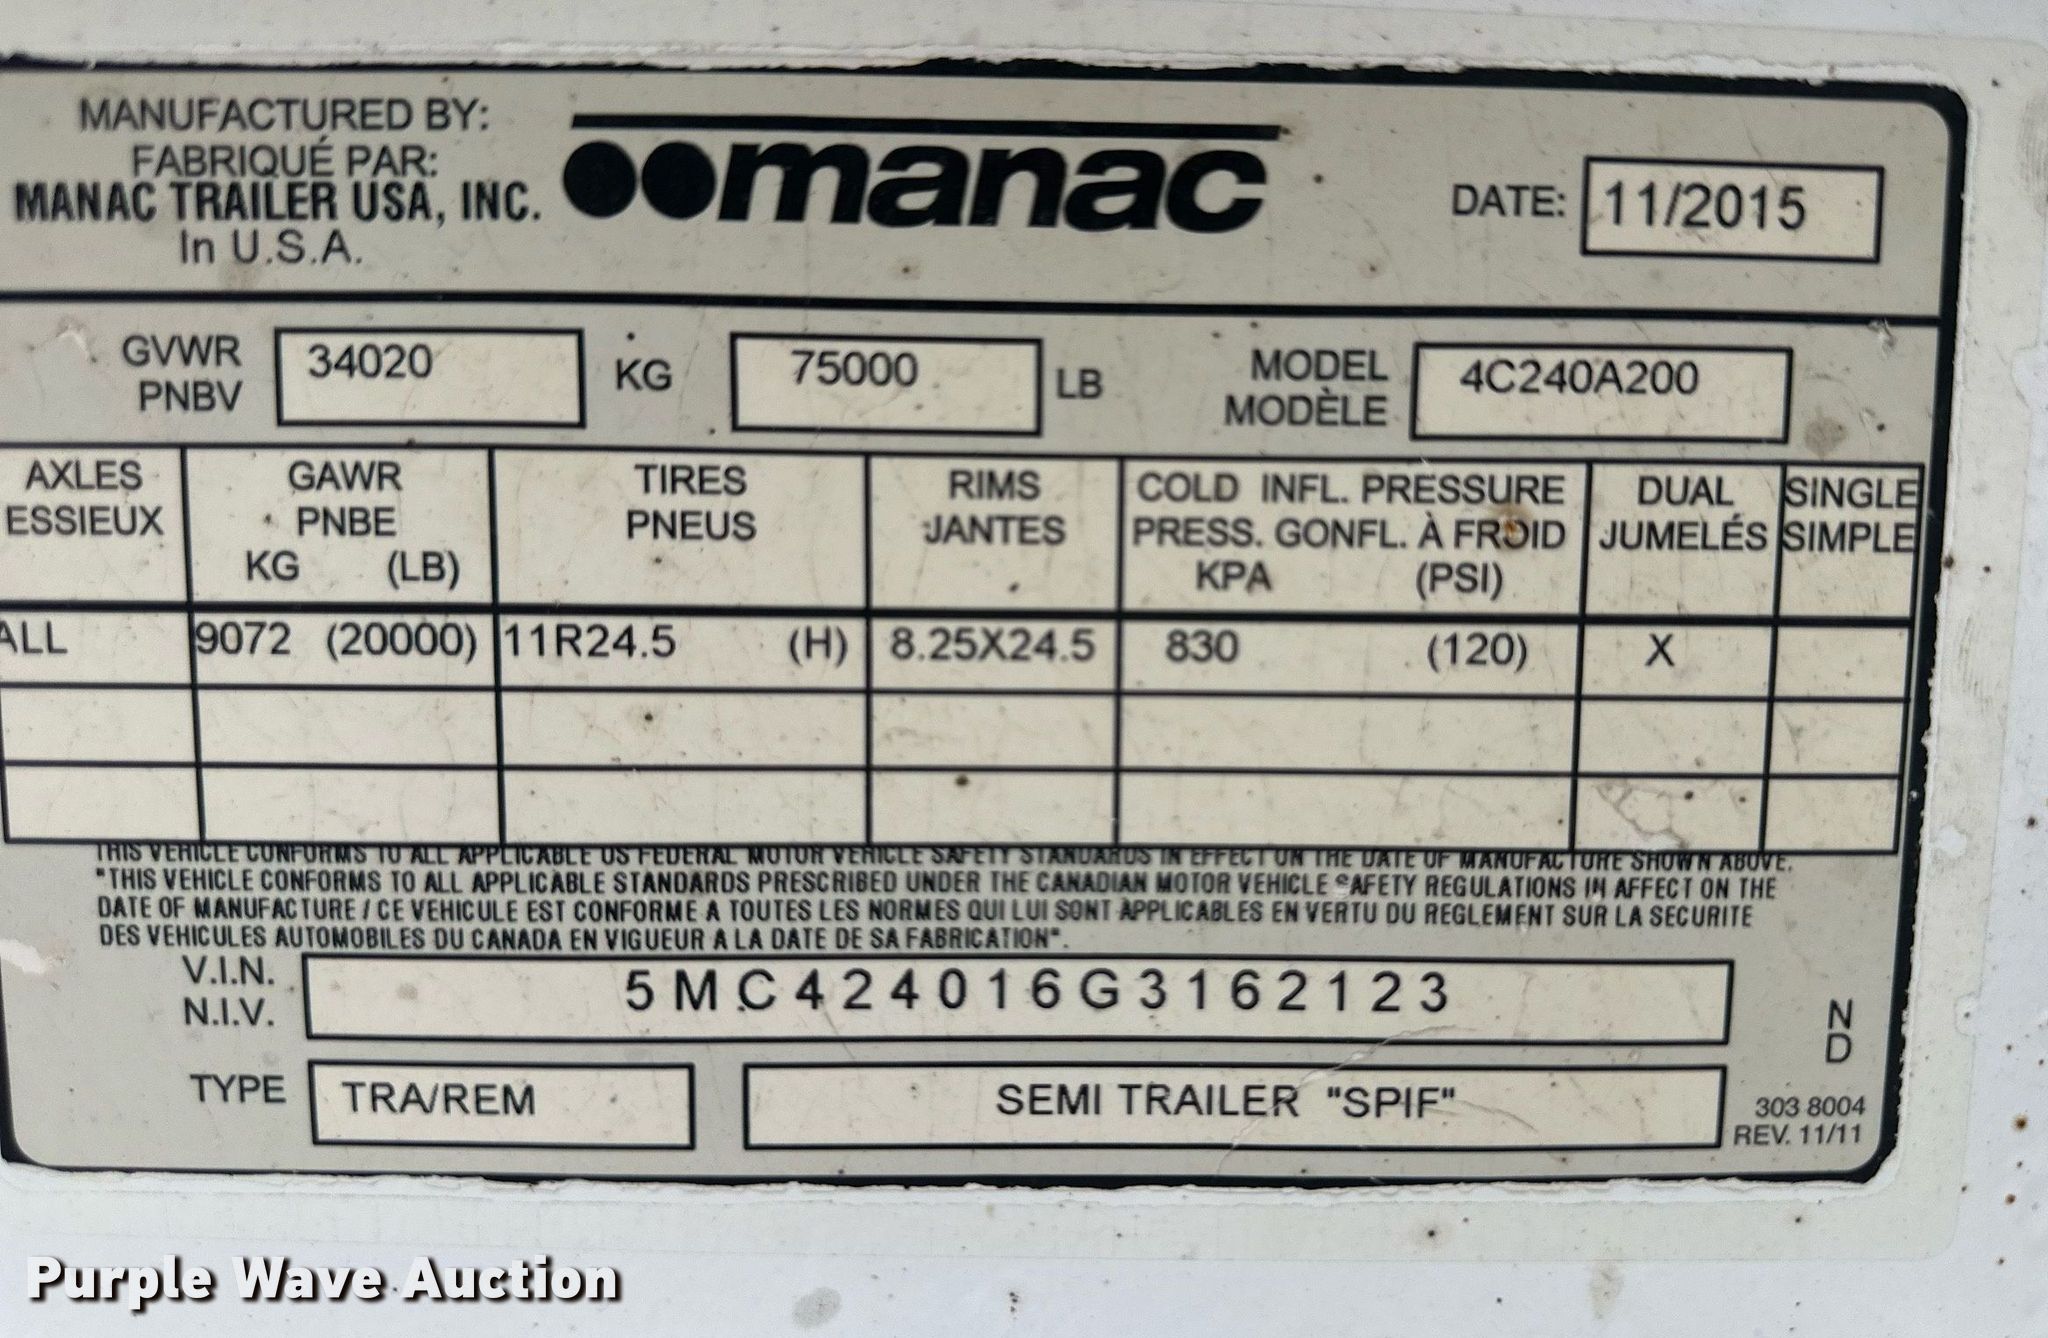 MANUFACTURED BY:
FABRIQUÉ PAR:
MANAC TRAILER USA, INC.
In U.S.A.
manac
DATE: 11/2015
GVWR
PNBV
34020 KG 75000 LB
MODEL
MODÈLE
4C240A200
AXLES
ESSIEUX
GAWR
PNBE
KG (LB)
TIRES
PNEUS
RIMS
JANTES
COLD INFL. PRESSURE
PRESS. GONFL. À FROID
KPA (PSI)
DUAL
JUMELÉS
SINGLE
SIMPLE
ALL 9072 (20000) 11R24.5 (H) 8.25X24.5 830 (120) X
THIS VEHICLE CONFORMS TO ALL APPLICABLE US FEDERAL MOTOR VEHICLE SAFETY STANDARDS IN EFFECT ON THE DATE OF MANUFACTURE SHOWN ABOVE.
"THIS VEHICLE CONFORMS TO ALL APPLICABLE STANDARDS PRESCRIBED UNDER THE CANADIAN MOTOR VEHICLE SAFETY REGULATIONS IN AFFECT ON THE
DATE OF MANUFACTURE / CE VEHICULE EST CONFORME A TOUTES LES NORMES QUI LUI SONT APPLICABLES EN VERTU DU REGLEMENT SUR LA SECURITE
DES VEHICULES AUTOMOBILES DU CANADA EN VIGUEUR A LA DATE DE SA FABRICATION".
V.I.N.
N.I.V.
5MC424016G3162123
N
D
TYPE TRA/REM SEMI TRAILER "SPIF"
303 8004
REV. 11/11
Purple Wave Auction